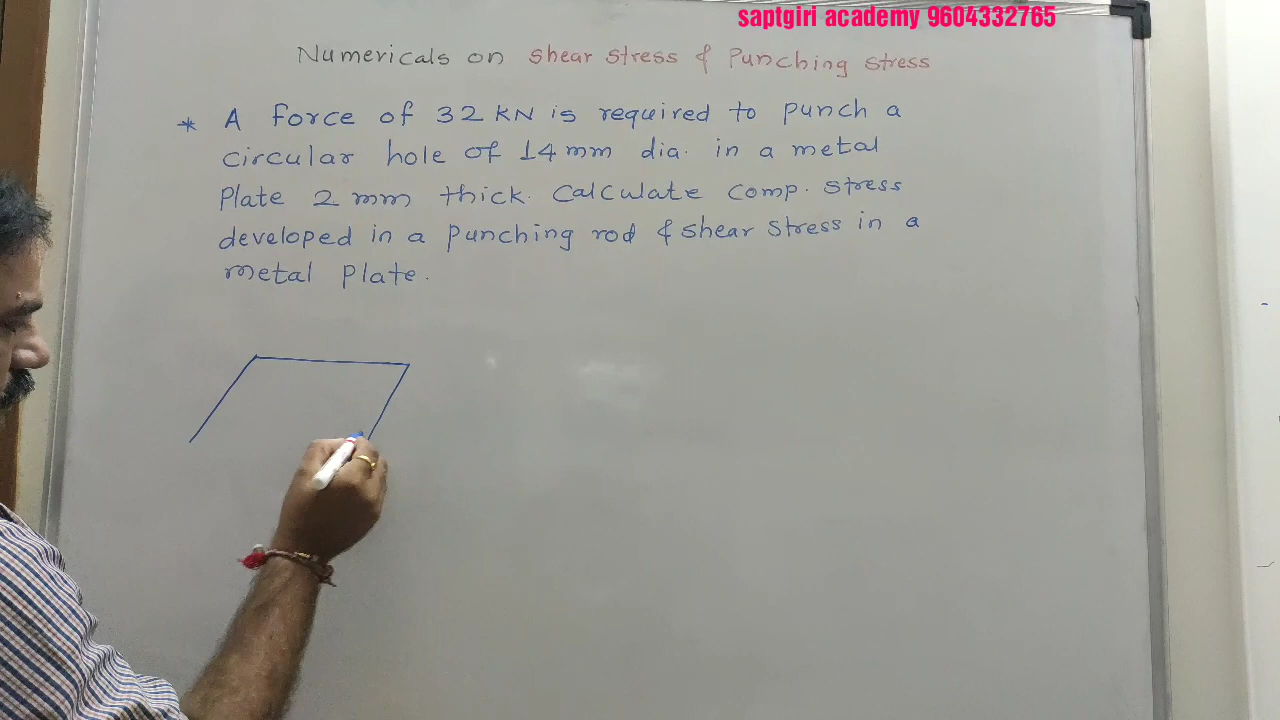 saptgiri academy 9604332765
Numericals on shear stress & Punching stress
* A force of 32 kN is required to punch a
circular hole of 14 mm dia. in a metal
Plate 2 mm thick. Calculate comp. stress
developed in a punching rod & shear stress in a
metal Plate.